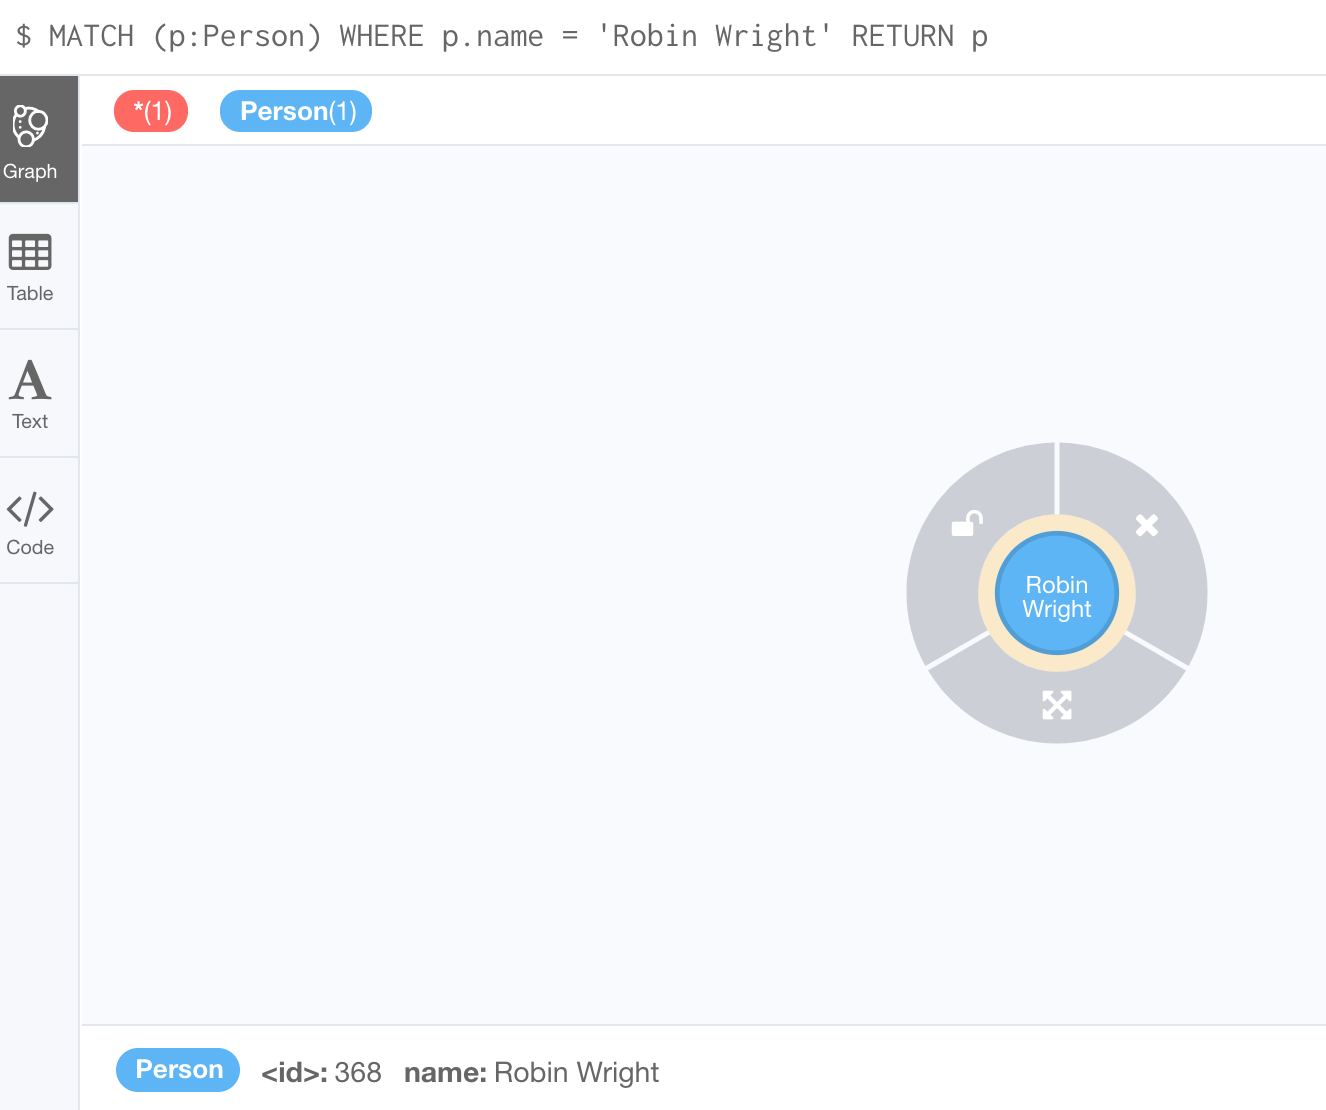 $ MATCH (p:Person) WHERE p.name = 'Robin Wright' RETURN p
*(1) Person(1)
Graph
Table
A
Text
</>
Code
Robin
Wright
Person <id>: 368 name: Robin Wright